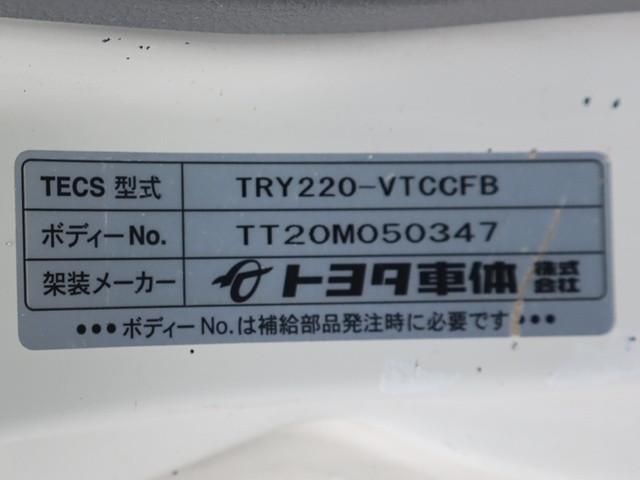 TECS 型式 TRY220-VTCCFB
ボディーNo. TT20M050347
架装メーカー トヨタ車体 株式会社
●●●ボディーNo.は補給部品発注時に必要です●●●